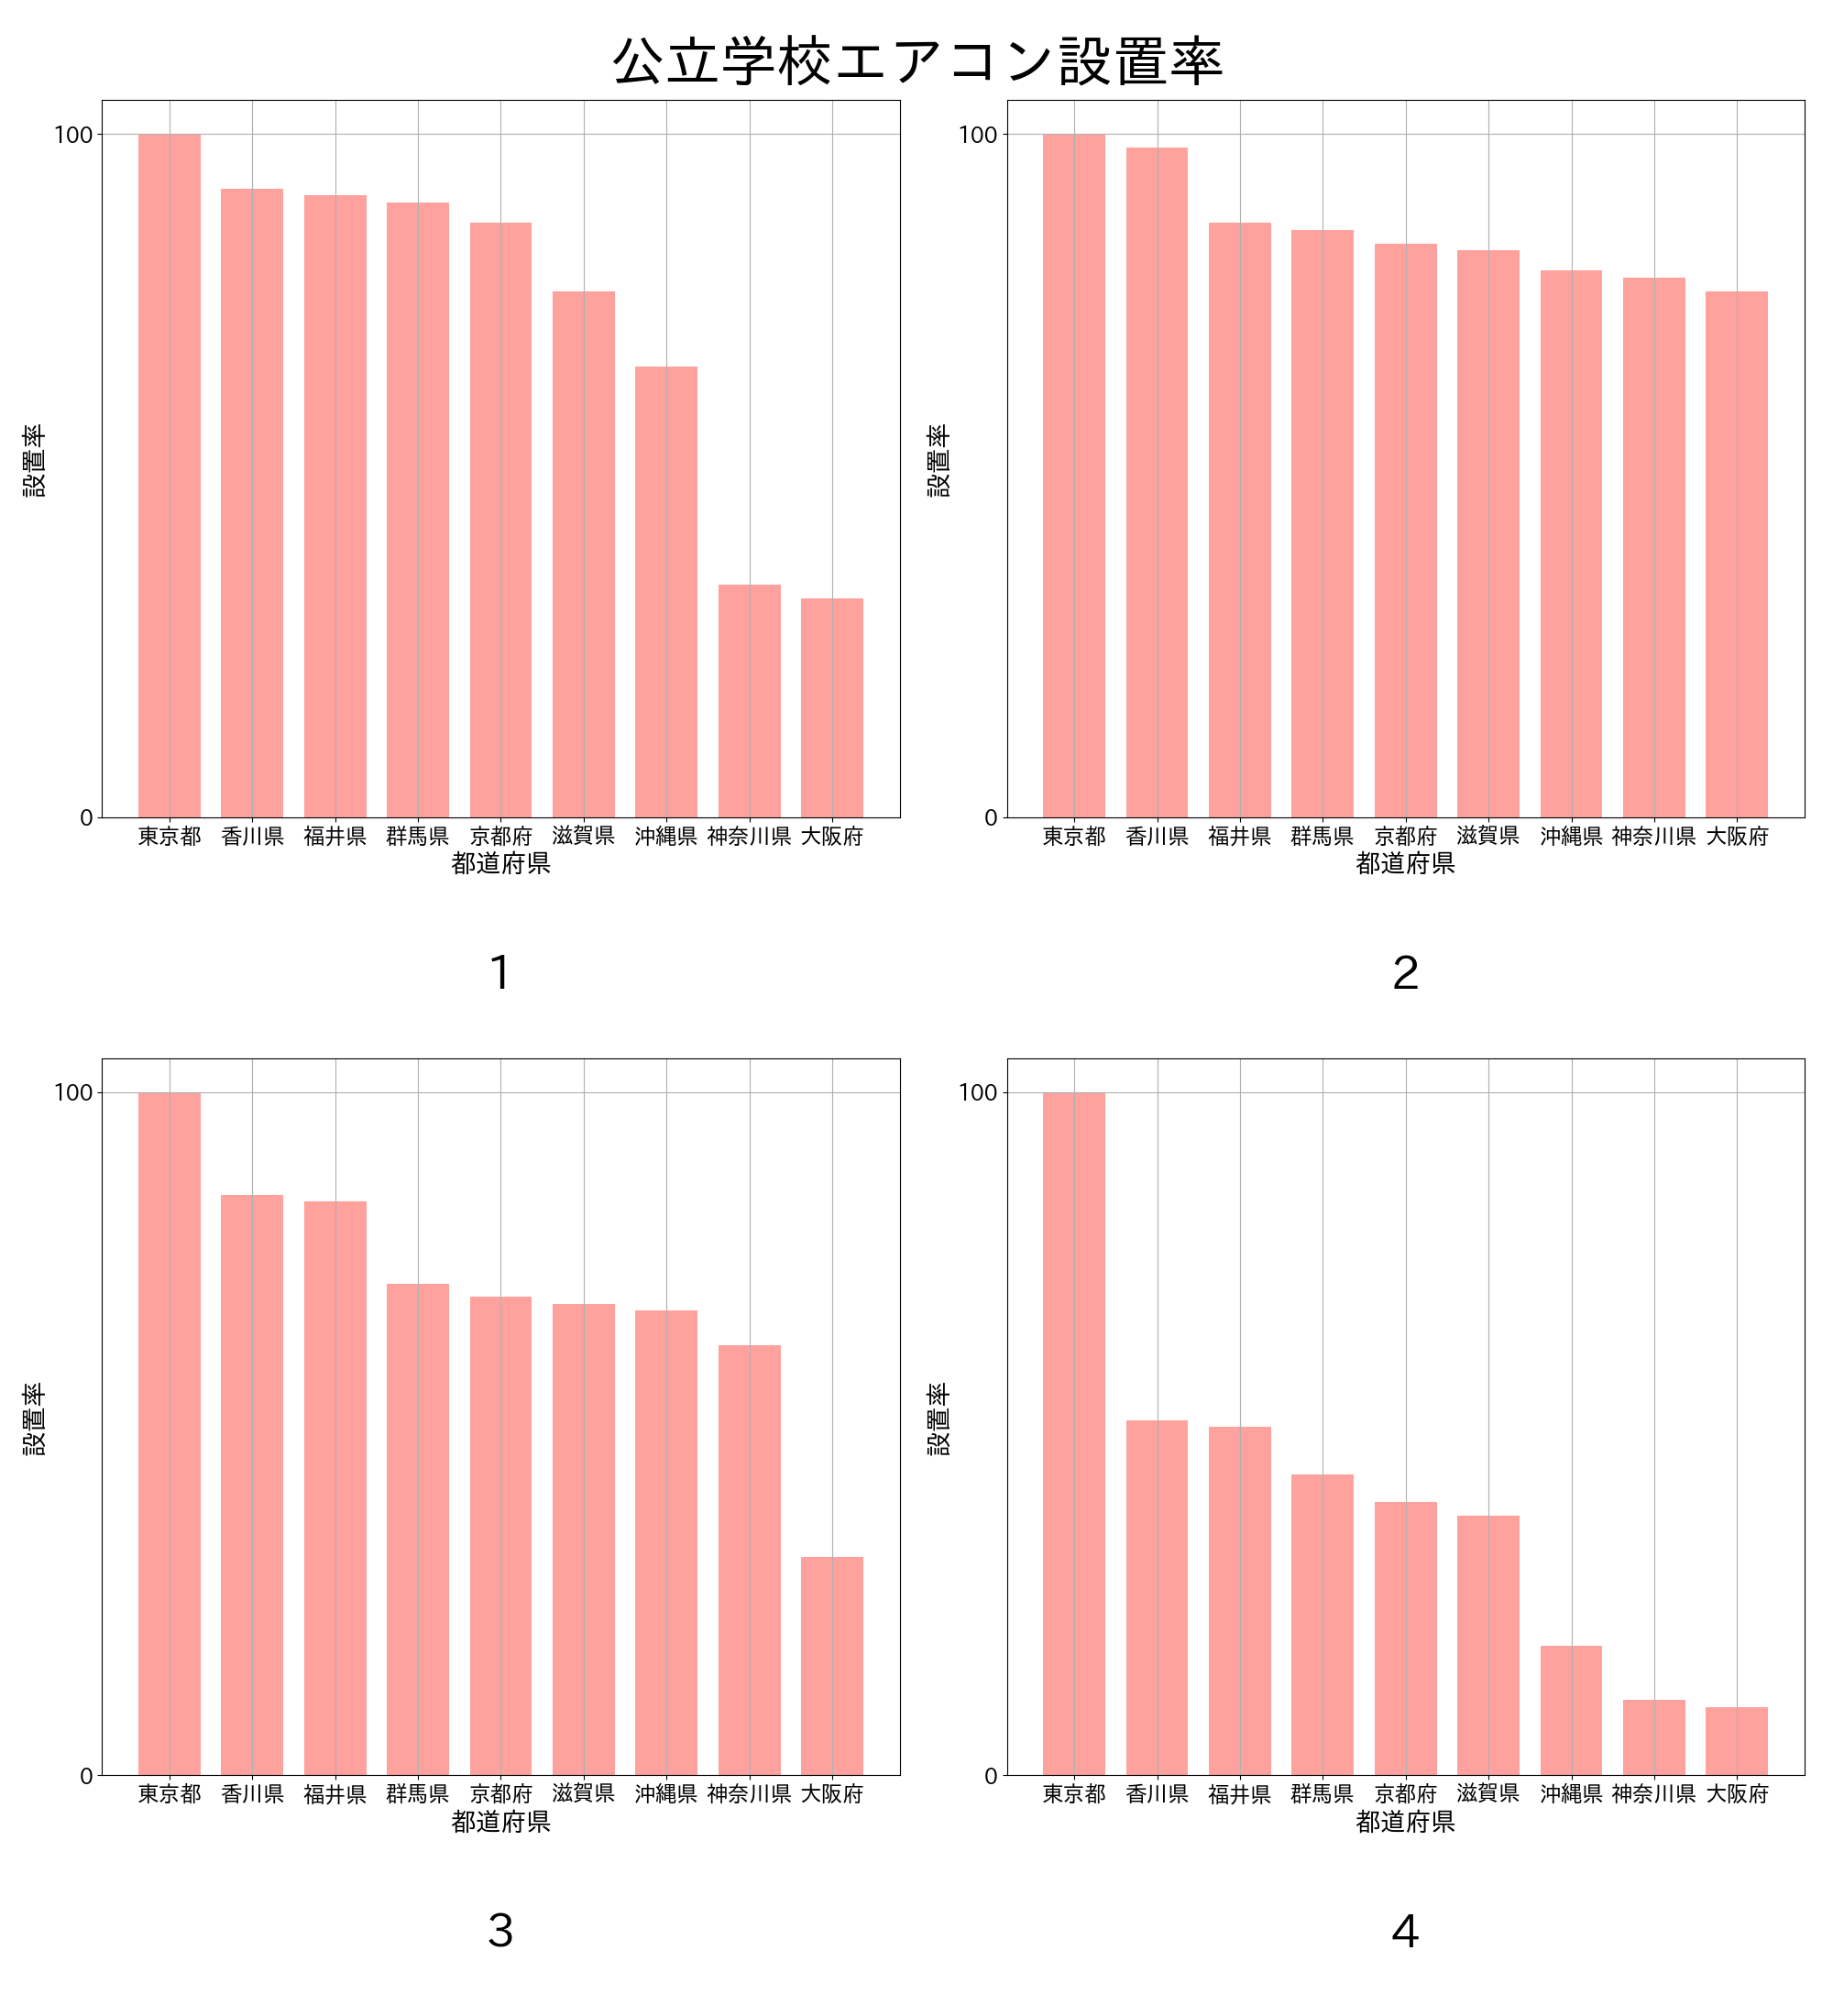 公立学校エアコン設置率
100
設置率
0
東京都 香川県 福井県 群馬県 京都府 滋賀県 沖縄県 神奈川県 大阪府
都道府県
1
100
設置率
0
東京都 香川県 福井県 群馬県 京都府 滋賀県 沖縄県 神奈川県 大阪府
都道府県
2
100
設置率
0
東京都 香川県 福井県 群馬県 京都府 滋賀県 沖縄県 神奈川県 大阪府
都道府県
3
100
設置率
0
東京都 香川県 福井県 群馬県 京都府 滋賀県 沖縄県 神奈川県 大阪府
都道府県
4